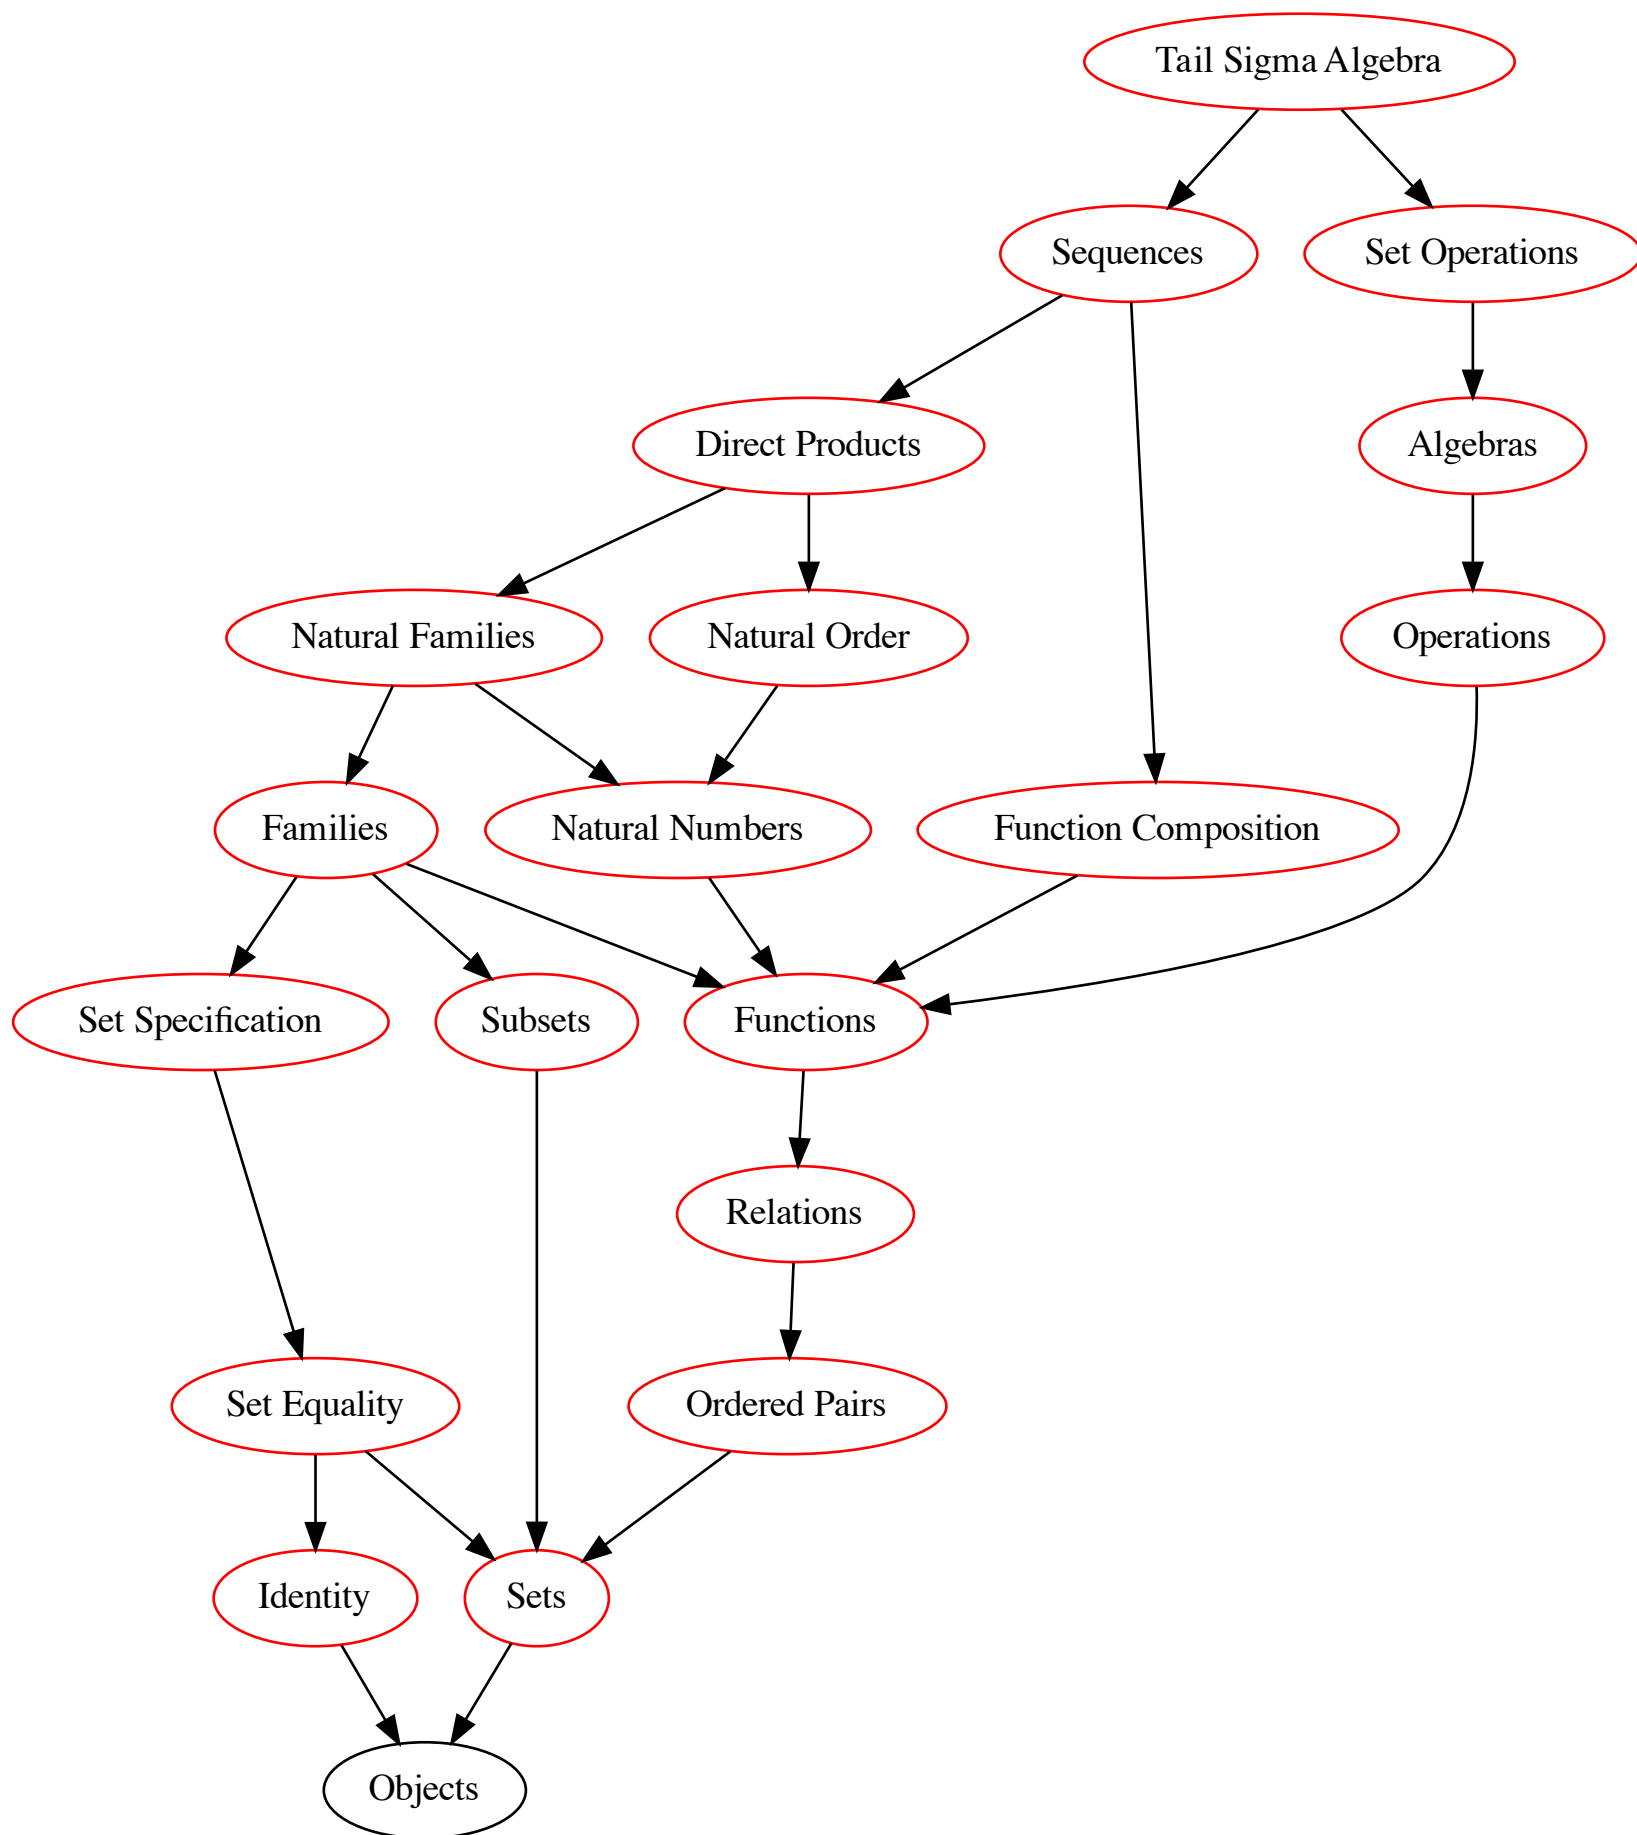 Tail Sigma Algebra
Sequences
Set Operations
Direct Products
Algebras
Natural Families
Natural Order
Operations
Families
Natural Numbers
Function Composition
Set Specification
Subsets
Functions
Relations
Set Equality
Ordered Pairs
Identity
Sets
Objects